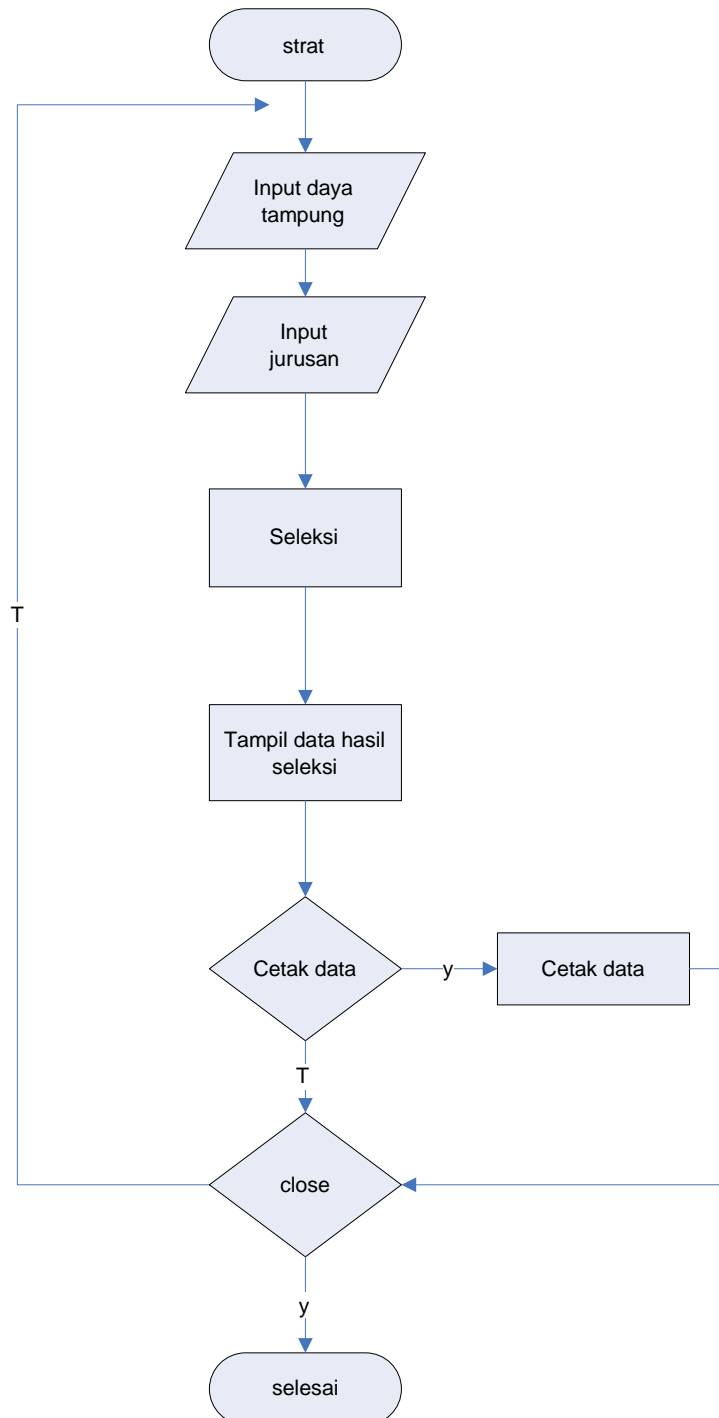 strat
Input daya
tampung
Input
jurusan
Seleksi
T
Tampil data hasil
seleksi
Cetak data
y
Cetak data
T
close
y
selesai